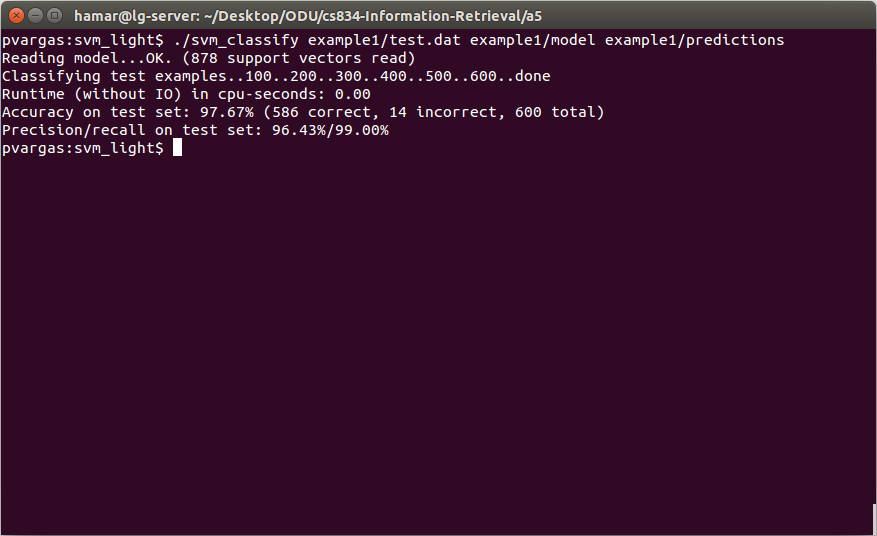 hamar@lg-server: ~/Desktop/ODU/cs834-Information-Retrieval/a5
pvargas:svm_light$ ./svm_classify example1/test.dat example1/model example1/predictions
Reading model...OK. (878 support vectors read)
Classifying test examples..100..200..300..400..500..600..done
Runtime (without IO) in cpu-seconds: 0.00
Accuracy on test set: 97.67% (586 correct, 14 incorrect, 600 total)
Precision/recall on test set: 96.43%/99.00%
pvargas:svm_light$